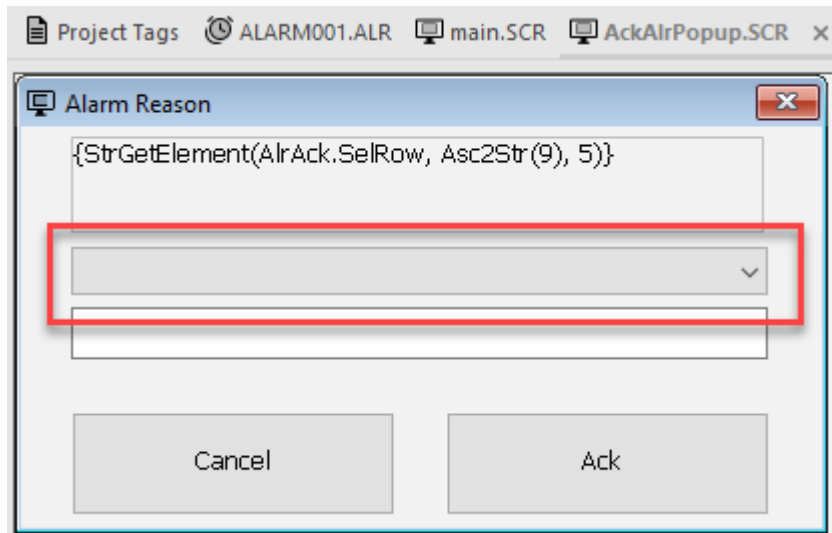 Project Tags ALARM001.ALR main.SCR AckAlrPopup.SCR
Alarm Reason
{StrGetElement(AlrAck.SelRow, Asc2Str(9), 5)}
Cancel Ack